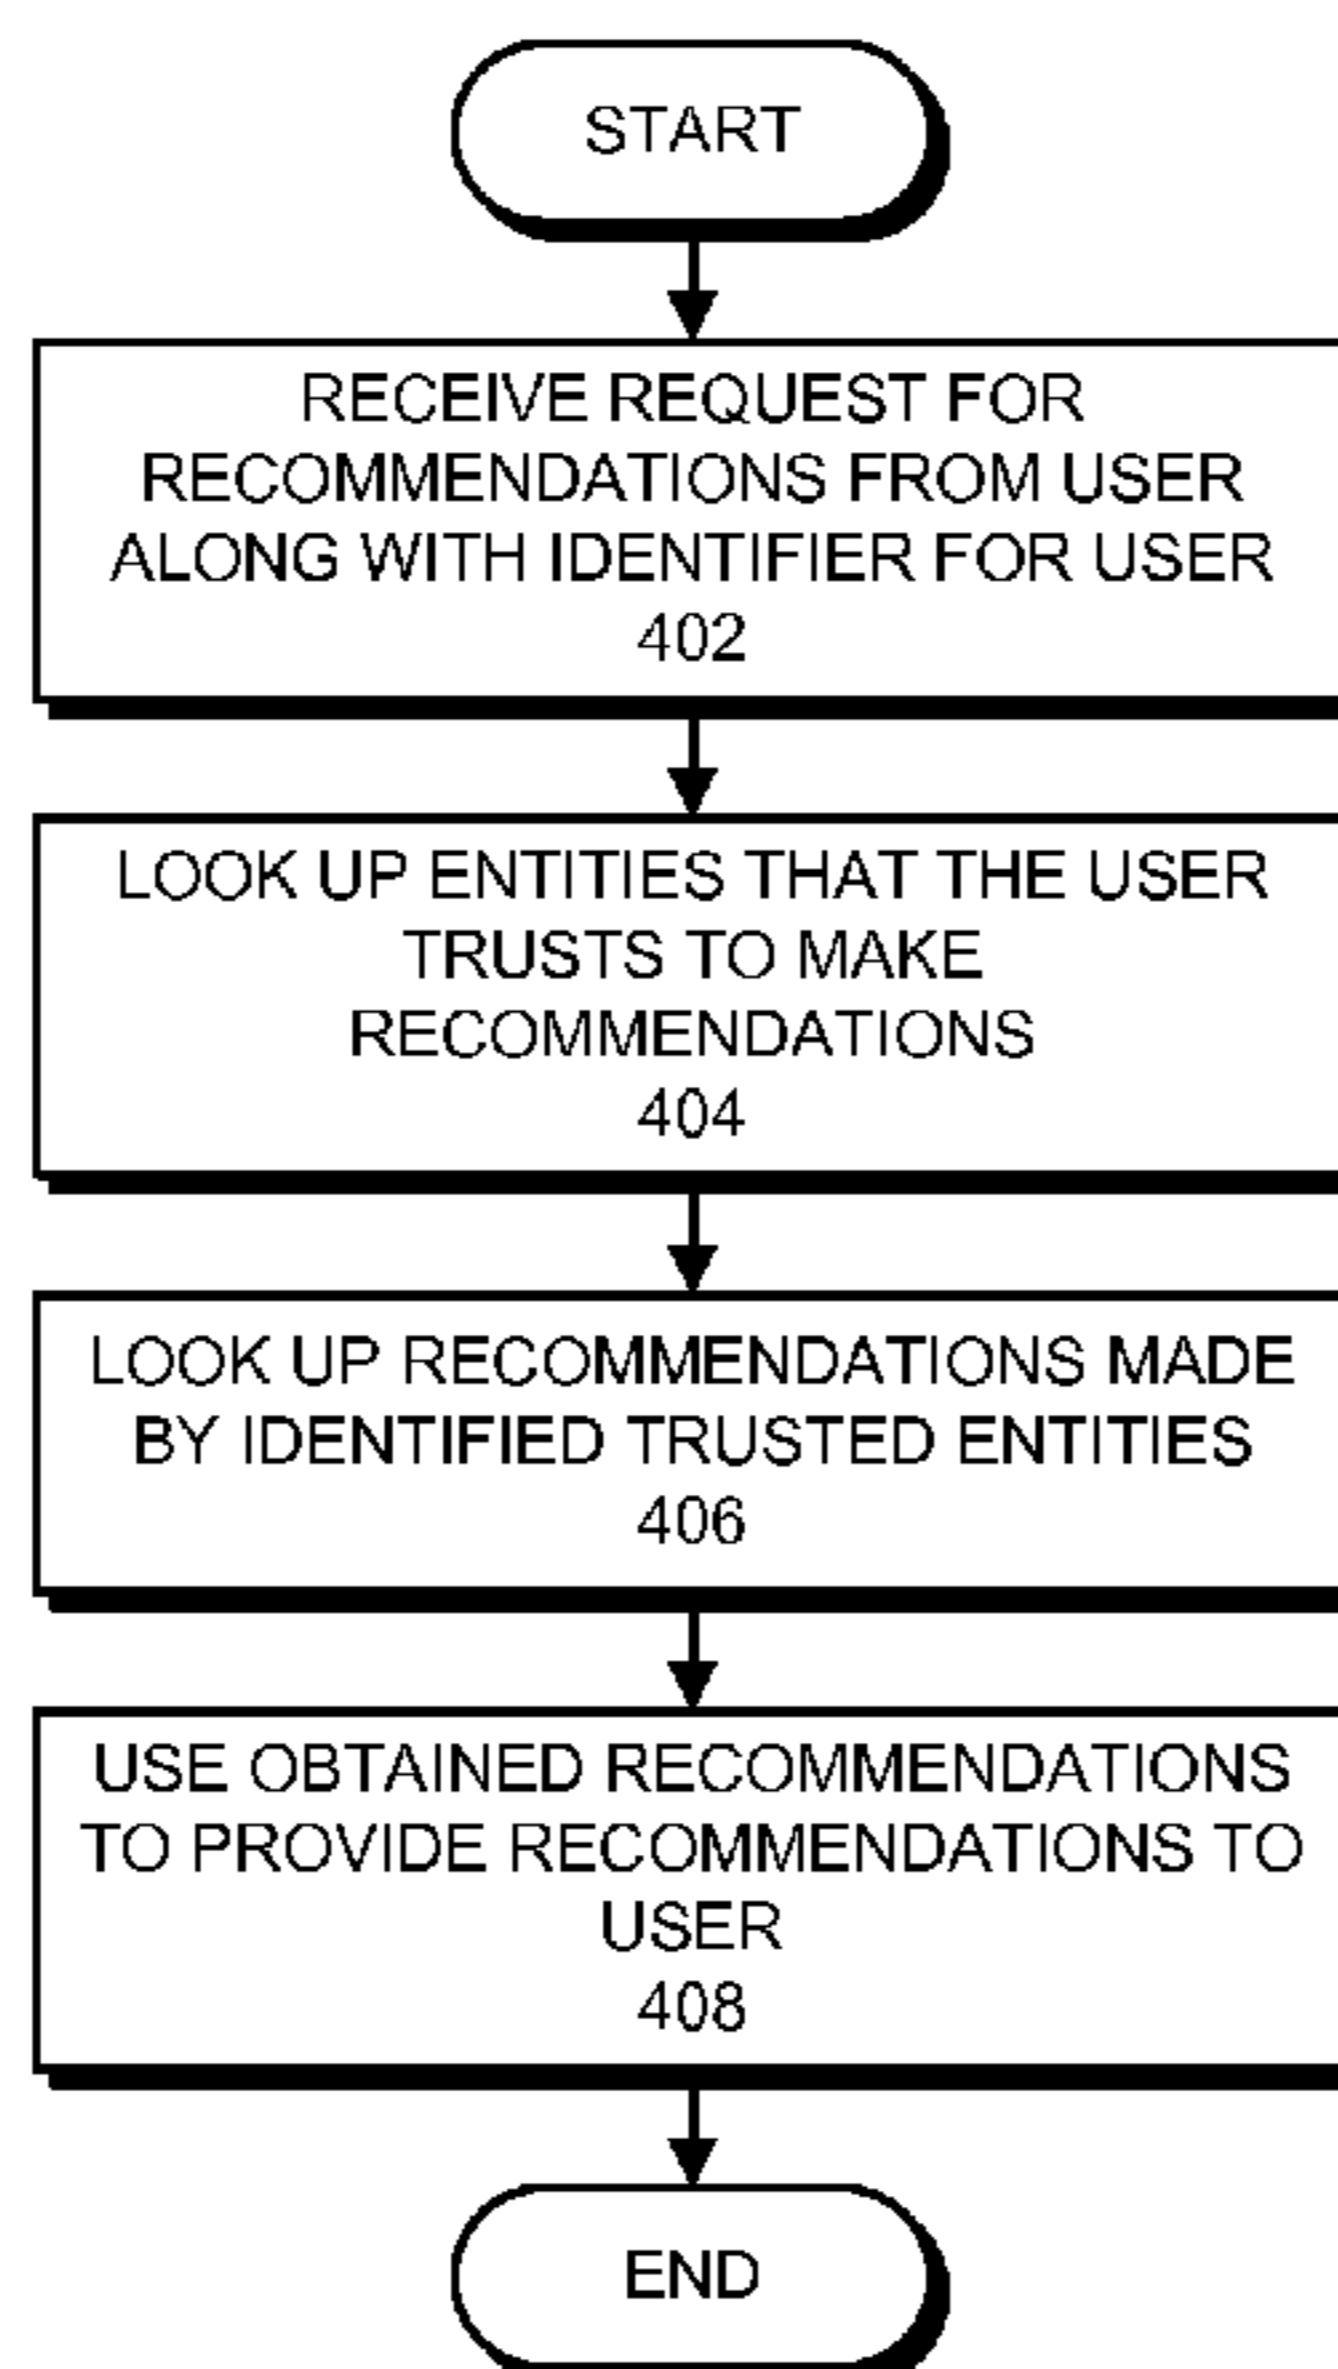 START
RECEIVE REQUEST FOR
RECOMMENDATIONS FROM USER
ALONG WITH IDENTIFIER FOR USER
402
LOOK UP ENTITIES THAT THE USER
TRUSTS TO MAKE
RECOMMENDATIONS
404
LOOK UP RECOMMENDATIONS MADE
BY IDENTIFIED TRUSTED ENTITIES
406
USE OBTAINED RECOMMENDATIONS
TO PROVIDE RECOMMENDATIONS TO
USER
408
END